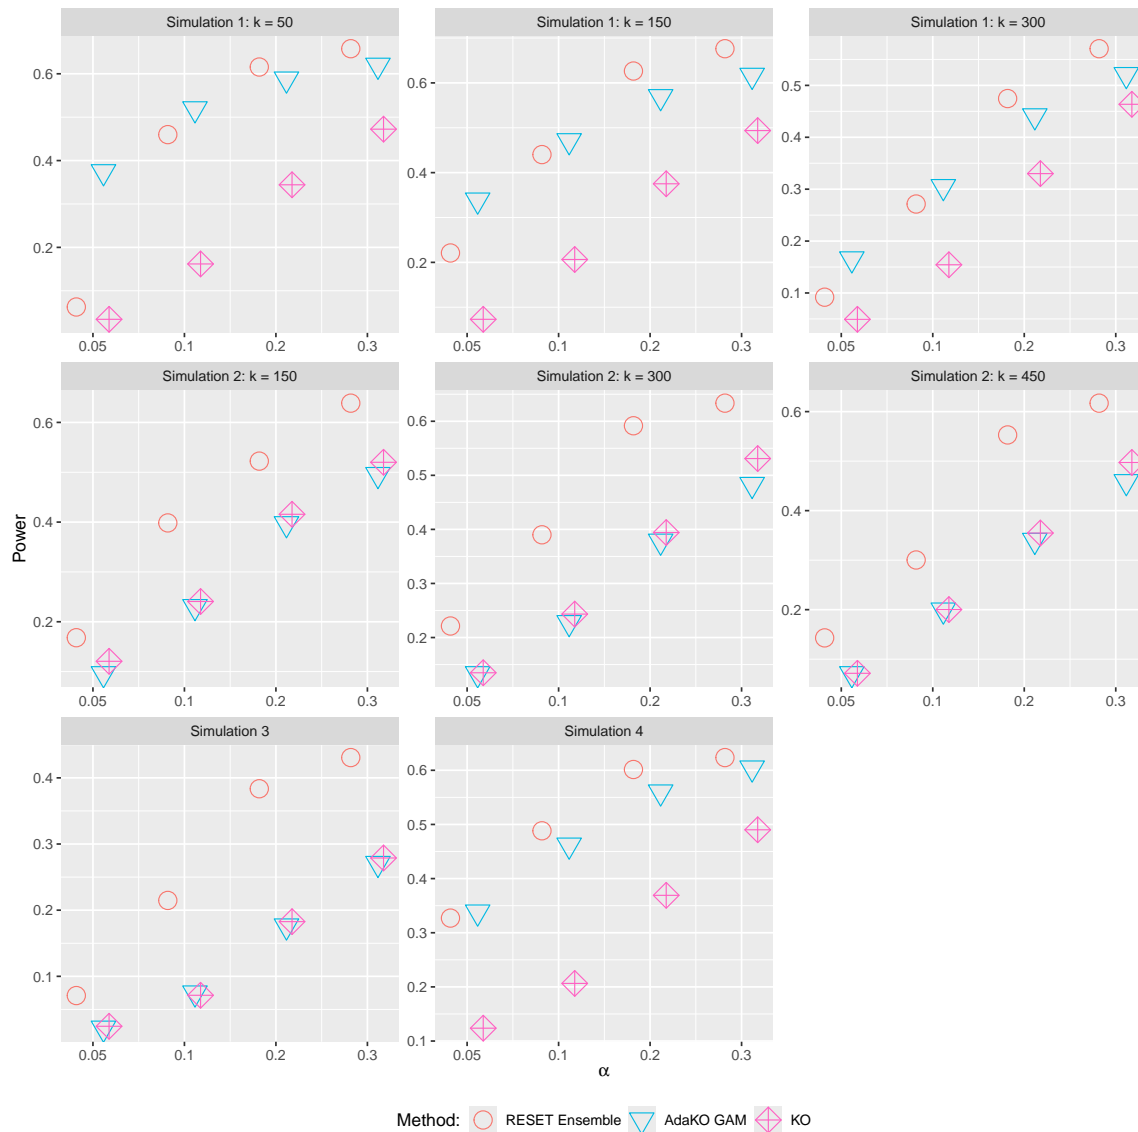 Simulation 1: k = 50
Simulation 1: k = 150
Simulation 1: k = 300
0.6
0.4
0.2
0.05 0.1 0.2 0.3
0.6
0.4
0.2
0.05 0.1 0.2 0.3
0.5
0.4
0.3
0.2
0.1
0.05 0.1 0.2 0.3
Simulation 2: k = 150
Simulation 2: k = 300
Simulation 2: k = 450
Power
0.6
0.4
0.2
0.05 0.1 0.2 0.3
0.6
0.5
0.4
0.3
0.2
0.05 0.1 0.2 0.3
0.6
0.4
0.2
0.05 0.1 0.2 0.3
Simulation 3
Simulation 4
0.4
0.3
0.2
0.1
0.05 0.1 0.2 0.3
0.6
0.5
0.4
0.3
0.2
0.1
0.05 0.1 0.2 0.3
α
Method: RESET Ensemble AdaKO GAM KO